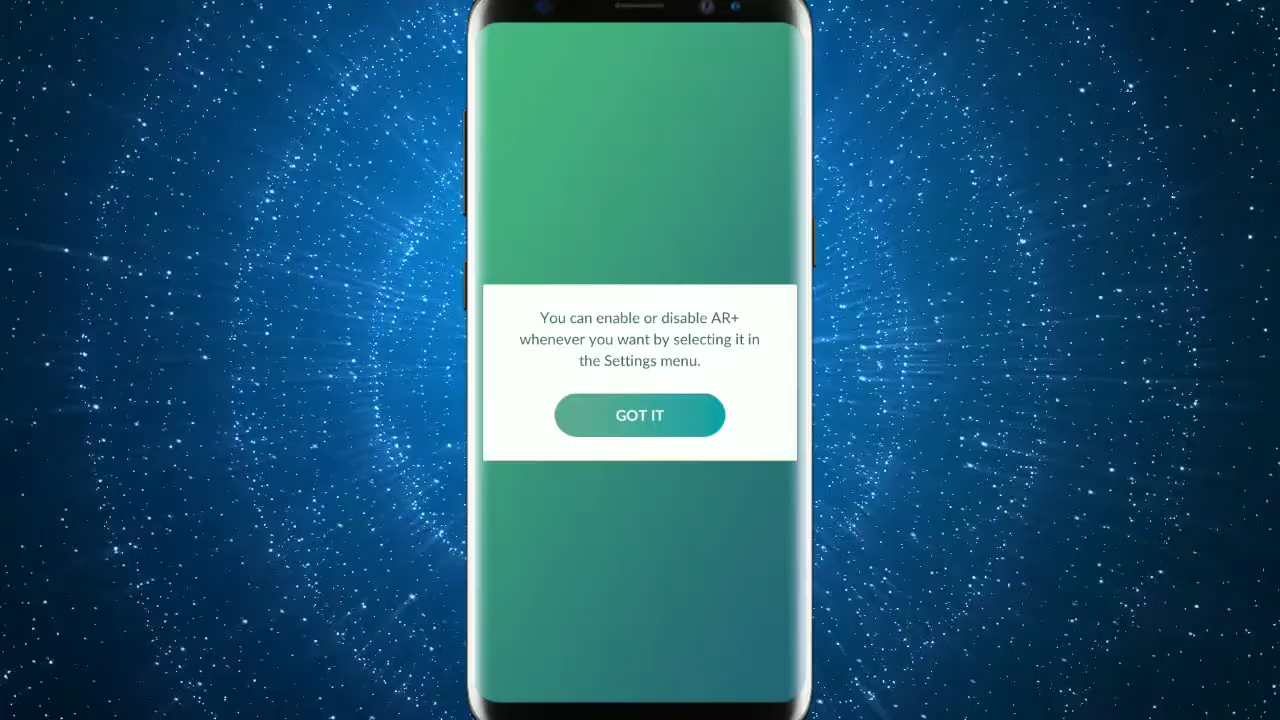 You can enable or disable AR+
whenever you want by selecting it in
the Settings menu.
GOT IT